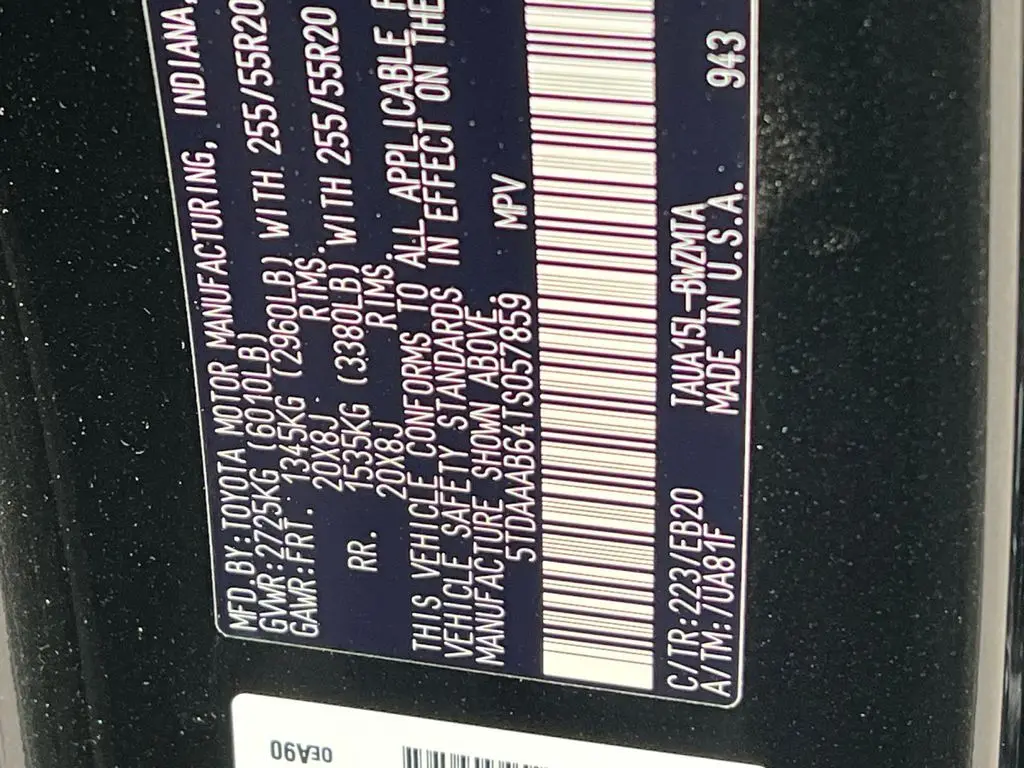 MFD.BY:TOYOTA MOTOR MANUFACTURING, INDIANA,
GVWR:2725KG(6010LB)
GAWR:FRT. 1345KG (2960LB) WITH 255/55R20
20X8J RIMS.
RR. 1535KG (3380LB) WITH 255/55R20
20X8J RIMS.
THIS VEHICLE CONFORMS TO ALL APPLICABLE
VEHICLE SAFETY STANDARDS IN EFFECT ON THE
MANUFACTURE SHOWN ABOVE.
5TDAAAB64TS057859 MPV
C/TR:223/EB20 TAUA15L-BWZMTA
A/TM:7UA81F MADE IN U.S.A. 943
0EA90